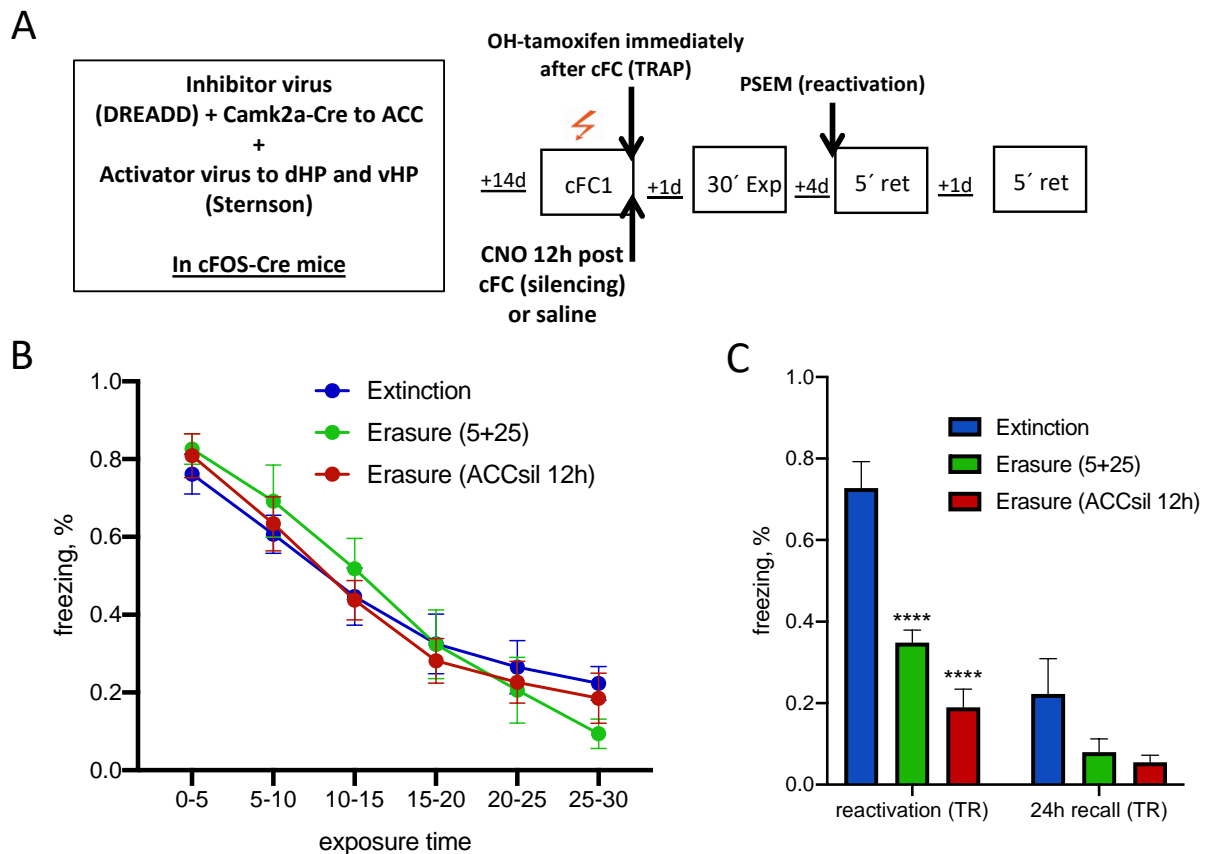 A
Inhibitor virus
(DREADD) + Camk2a-Cre to ACC
+
Activator virus to dHP and vHP
(Sternson)
In cFOS-Cre mice
OH-tamoxifen immediately
after cFC (TRAP)
PSEM (reactivation)
+14d
cFC1
+1d
30´ Exp
+4d
5´ ret
+1d
5´ ret
CNO 12h post
cFC (silencing)
or saline
B
1.0
0.8
0.6
0.4
0.2
0.0
freezing, %
Extinction
Erasure (5+25)
Erasure (ACCsil 12h)
0-5
5-10
10-15
15-20
20-25
25-30
exposure time
C
1.0
0.8
0.6
0.4
0.2
0.0
freezing, %
Extinction
Erasure (5+25)
Erasure (ACCsil 12h)
****
****
reactivation (TR)
24h recall (TR)